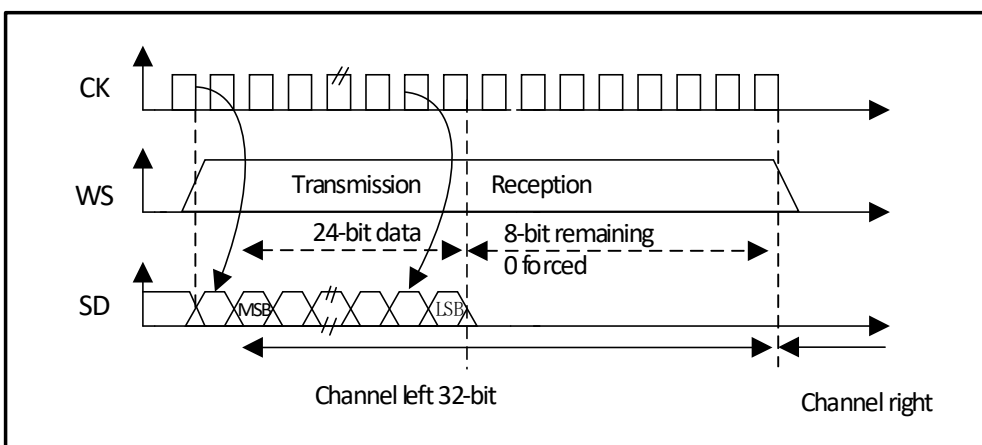 CK
WS
Transmission Reception
24-bit data 8-bit remaining
0 forced
SD
MSB LSB
Channel left 32-bit
Channel right